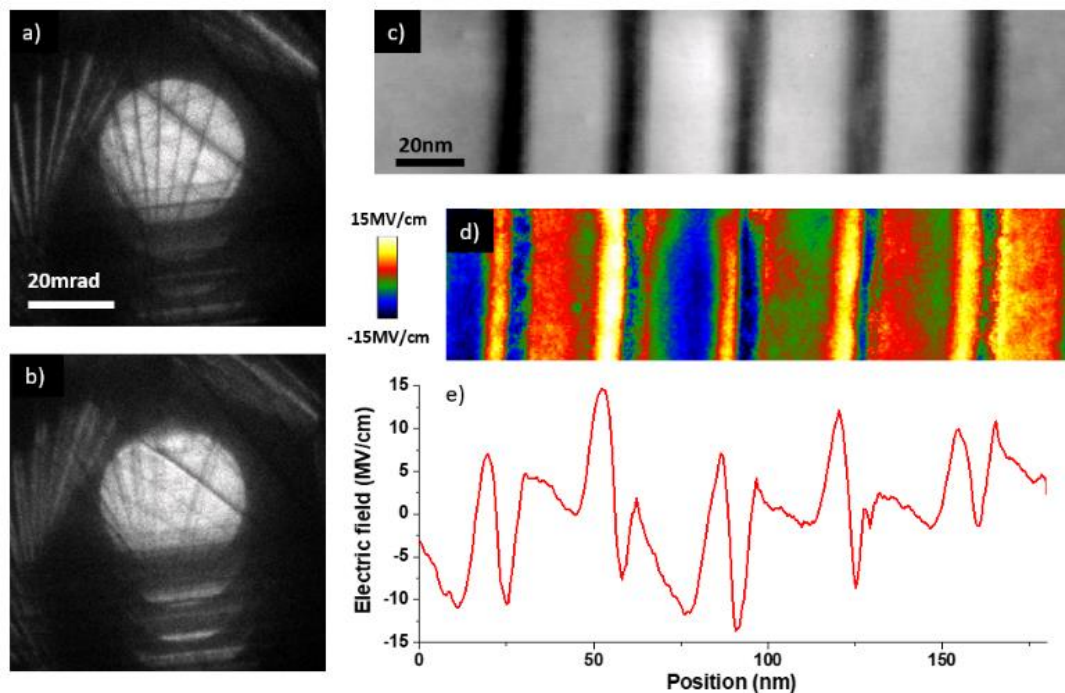 a)
20mrad
b)
c)
20nm
15MV/cm
-15MV/cm
d)
e)
15
10
5
0
-5
-10
-15
Electric field (MV/cm)
0
50
100
150
Position (nm)